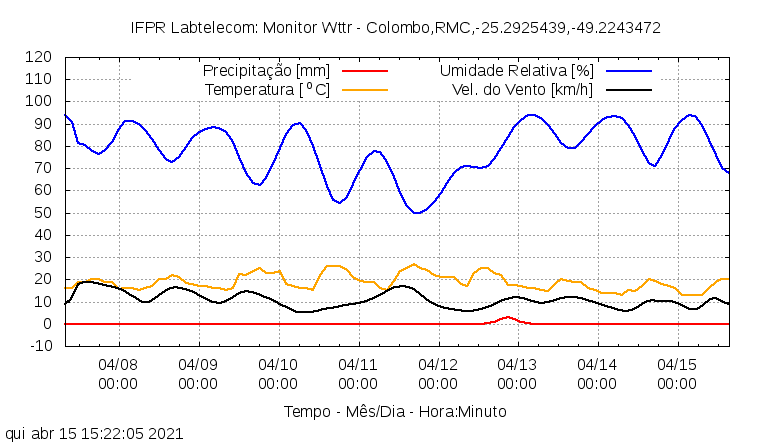 IFPR Labtelecom: Monitor Wttr - Colombo,RMC,-25.2925439,-49.2243472
Precipitação [mm] Umidade Relativa [%]
Temperatura [⁰C] Vel. do Vento [km/h]
120
110
100
90
80
70
60
50
40
30
20
10
0
-10
04/08 04/09 04/10 04/11 04/12 04/13 04/14 04/15
00:00 00:00 00:00 00:00 00:00 00:00 00:00 00:00
Tempo - Mês/Dia - Hora:Minuto
qui abr 15 15:22:05 2021